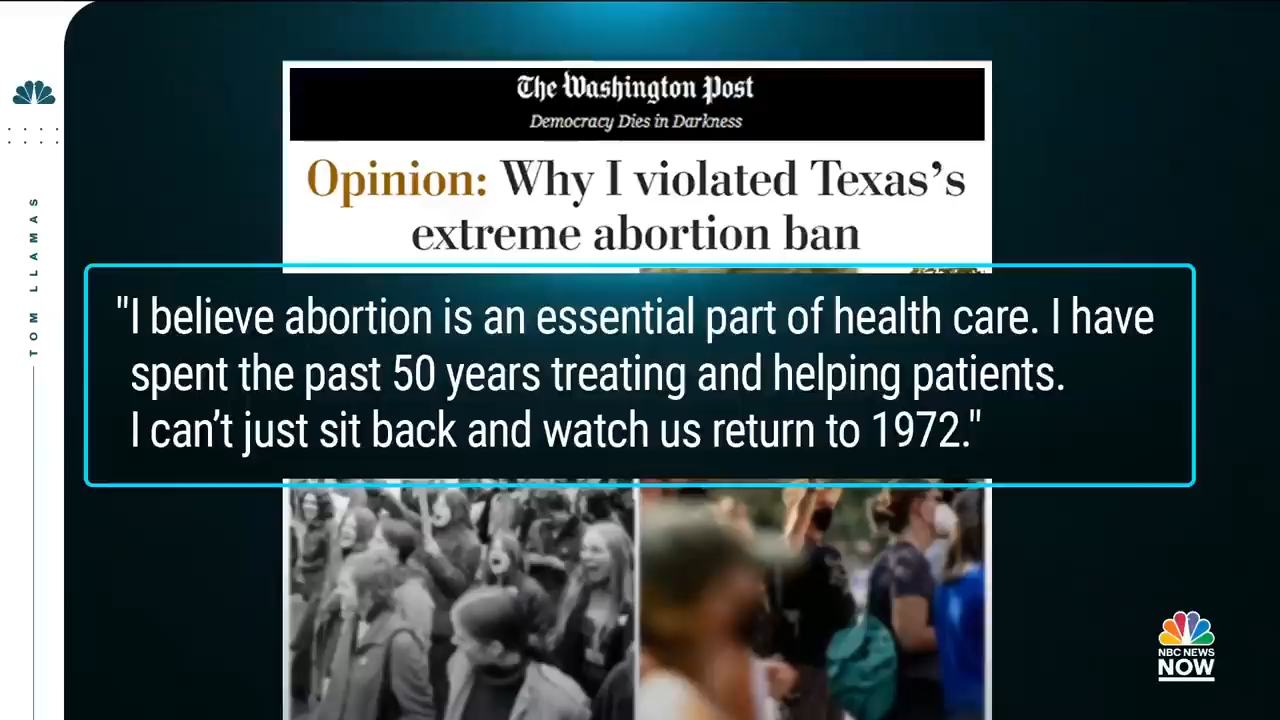 The Washington Post
Democracy Dies in Darkness
Opinion: Why I violated Texas’s
extreme abortion ban
"I believe abortion is an essential part of health care. I have
spent the past 50 years treating and helping patients.
I can’t just sit back and watch us return to 1972."
TOM LLAMAS
NBC NEWS
NOW